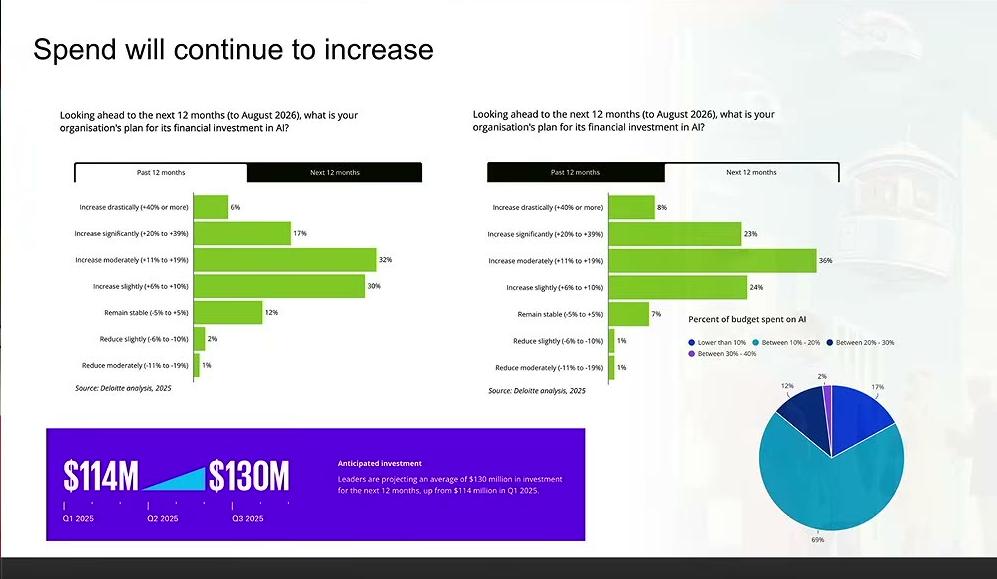 Spend will continue to increase
Looking ahead to the next 12 months (to August 2026), what is your
organisation's plan for its financial investment in AI?
Past 12 months
Next 12 months
Increase drastically (+40% or more)
6%
Increase significantly (+20% to +39%)
17%
Increase moderately (+11% to +19%)
32%
Increase slightly (+6% to +10%)
30%
Remain stable (-5% to +5%)
12%
Reduce slightly (-6% to -10%)
2%
Reduce moderately (-11% to -19%)
1%
Source: Deloitte analysis, 2025
Looking ahead to the next 12 months (to August 2026), what is your
organisation's plan for its financial investment in AI?
Past 12 months
Next 12 months
Increase drastically (+40% or more)
8%
Increase significantly (+20% to +39%)
23%
Increase moderately (+11% to +19%)
36%
Increase slightly (+6% to +10%)
24%
Remain stable (-5% to +5%)
7%
Reduce slightly (-6% to -10%)
1%
Reduce moderately (-11% to -19%)
1%
Source: Deloitte analysis, 2025
Percent of budget spent on AI
Lower than 10%
Between 10% - 20%
Between 20% - 30%
Between 30% - 40%
2%
12%
17%
69%
$114M
$130M
Q1 2025
Q2 2025
Q3 2025
Anticipated investment
Leaders are projecting an average of $130 million in investment
for the next 12 months, up from $114 million in Q1 2025.